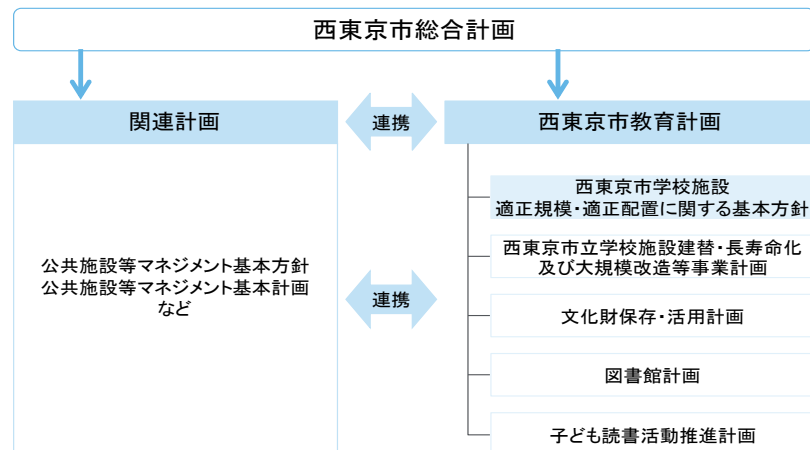 西東京市総合計画
関連計画
連携
西東京市教育計画
西東京市学校施設
適正規模・適正配置に関する基本方針
西東京市立学校施設建替・長寿命化
及び大規模改造等事業計画
公共施設等マネジメント基本方針
公共施設等マネジメント基本計画
など
連携
文化財保存・活用計画
図書館計画
子ども読書活動推進計画